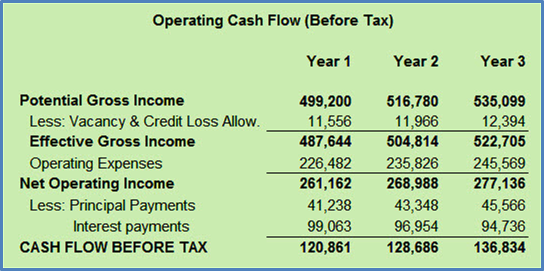 Operating Cash Flow (Before Tax)
Year 1 Year 2 Year 3
Potential Gross Income 499,200 516,780 535,099
Less: Vacancy & Credit Loss Allow. 11,556 11,966 12,394
Effective Gross Income 487,644 504,814 522,705
Operating Expenses 226,482 235,826 245,569
Net Operating Income 261,162 268,988 277,136
Less: Principal Payments 41,238 43,348 45,566
Interest payments 99,063 96,954 94,736
CASH FLOW BEFORE TAX 120,861 128,686 136,834